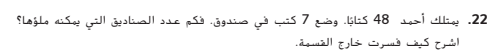 22. يمتلك أحمد 48 كتابًا. وضع 7 كتب في صندوق. فكم عدد الصناديق التي يمكنه ملؤها؟
اشرح كيف فسرت خارج القسمة.